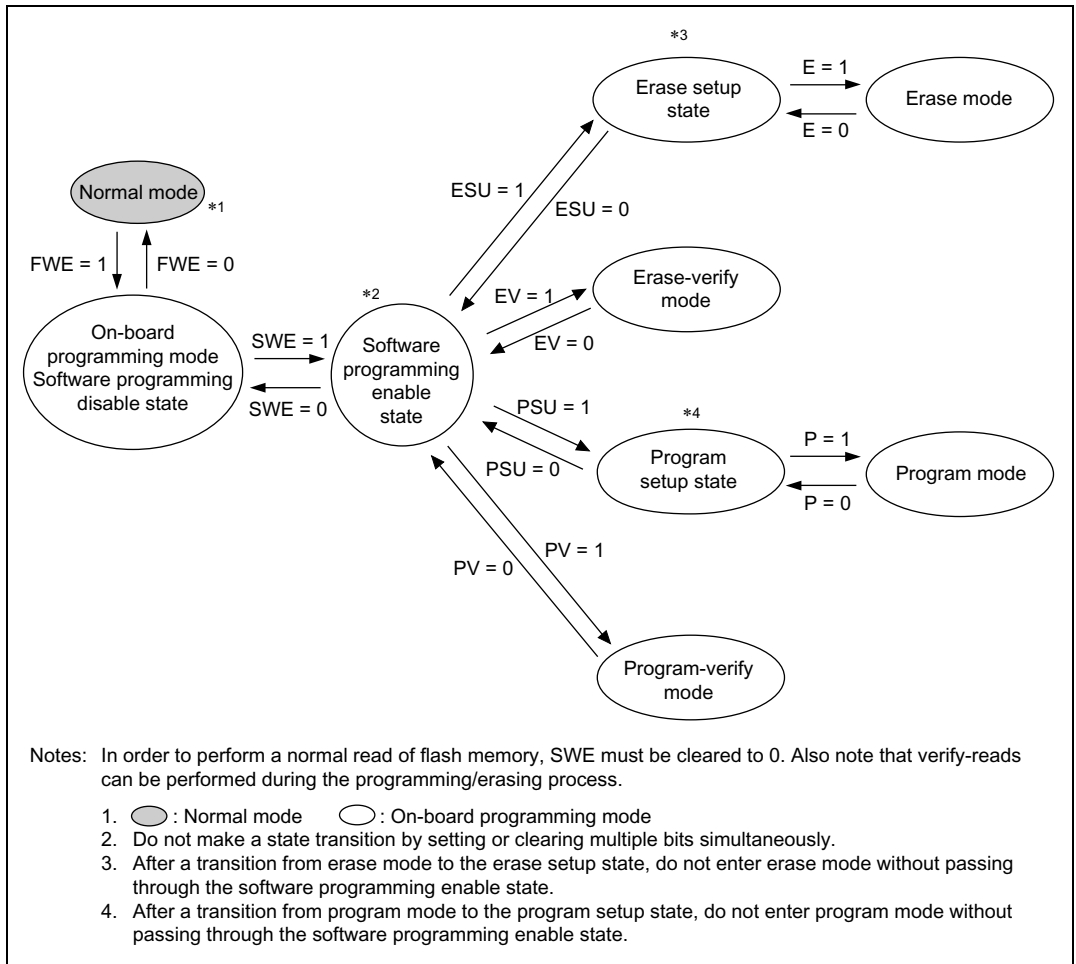 *3
Erase setup
state
E = 1
E = 0
Erase mode
Normal mode
*1
ESU = 1
ESU = 0
FWE = 1
FWE = 0
*2
EV = 1
EV = 0
Erase-verify
mode
On-board
programming mode
Software programming
disable state
SWE = 1
SWE = 0
Software
programming
enable
state
PSU = 1
PSU = 0
*4
Program
setup state
P = 1
P = 0
Program mode
PV = 1
PV = 0
Program-verify
mode
Notes: In order to perform a normal read of flash memory, SWE must be cleared to 0. Also note that verify-reads
can be performed during the programming/erasing process.
1. : Normal mode : On-board programming mode
2. Do not make a state transition by setting or clearing multiple bits simultaneously.
3. After a transition from erase mode to the erase setup state, do not enter erase mode without passing
through the software programming enable state.
4. After a transition from program mode to the program setup state, do not enter program mode without
passing through the software programming enable state.